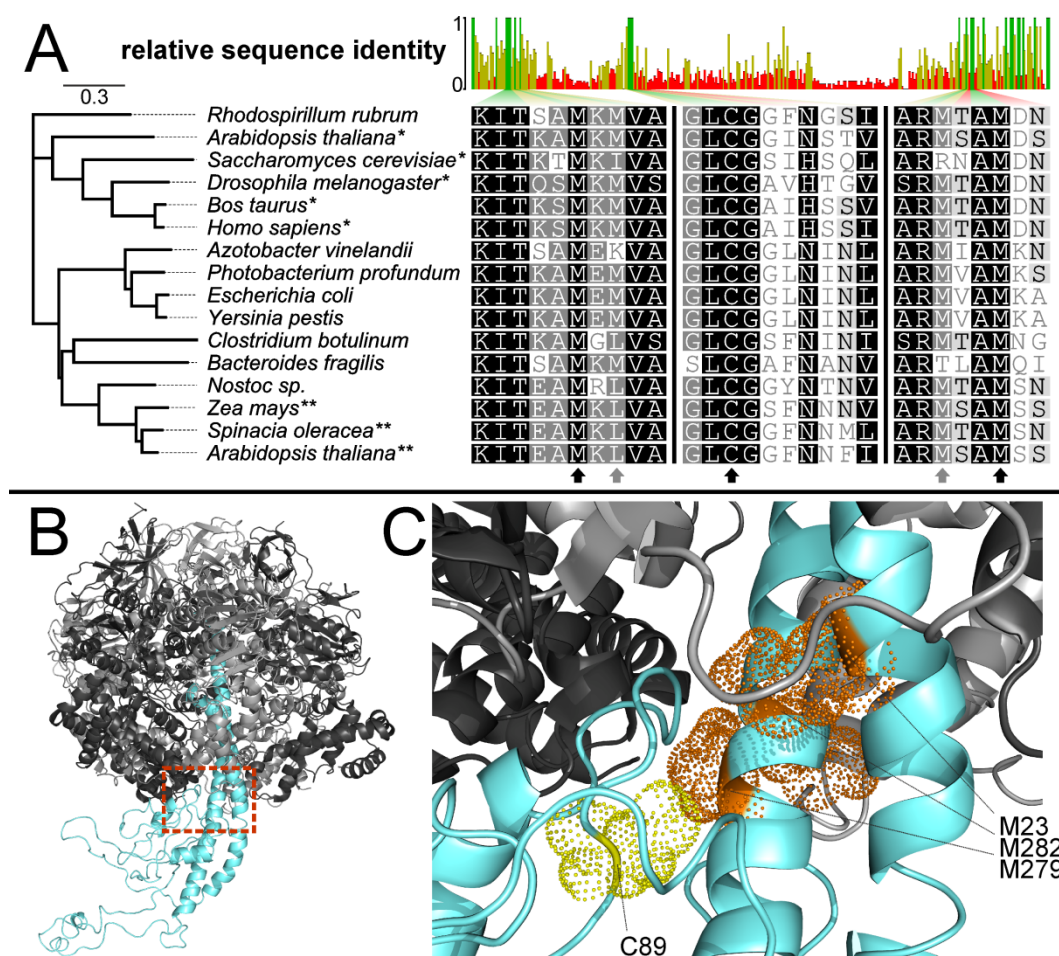 A
relative sequence identity
1
0
0.3
Rhodospirillum rubrum KITSAMKMVA GLCGGFNGSI ARMTAMDN
Arabidopsis thaliana* KITKAMKMVA GLCGGINSTV ARMSAMDS
Saccharomyces cerevisiae* KITKTMKIVA GLCGSIHSQL ARRNAMDN
Drosophila melanogaster* KITQSMKMVS GLCGAVHTGV SRMTAMDN
Bos taurus* KITKSMKMVA GLCGAIHSSV ARMTAMDN
Homo sapiens* KITKSMKMVA GLCGAIHSSI ARMTAMDN
Azotobacter vinelandii KITSAMEKVA GLCGGLNINL ARMIAMKN
Photobacterium profundum KITKAMEMVA GLCGGLNINL ARMVAMKS
Escherichia coli KITKAMEMVA GLCGGLNINL ARMVAMKA
Yersinia pestis KITKAMEMVA GLCGGLNINL ARMVAMKA
Clostridium botulinum KITKAMGLVS GLCGSFNINI SRMTAMNG
Bacteroides fragilis KITSAMKMVA SLCGAFNANV ARTLAMQI
Nostoc sp. KITEAMRLVA GLCGGYNTNV ARMTAMSN
Zea mays** KITEAMKLVA GLCGSFNNNV ARMSAMSS
Spinacia oleracea** KITEAMKLVA GLCGGFNNML ARMTAMSN
Arabidopsis thaliana** KITEAMKLVA GLCGGFNNFI ARMSAMSS
B
C
M23
M282
M279
C89